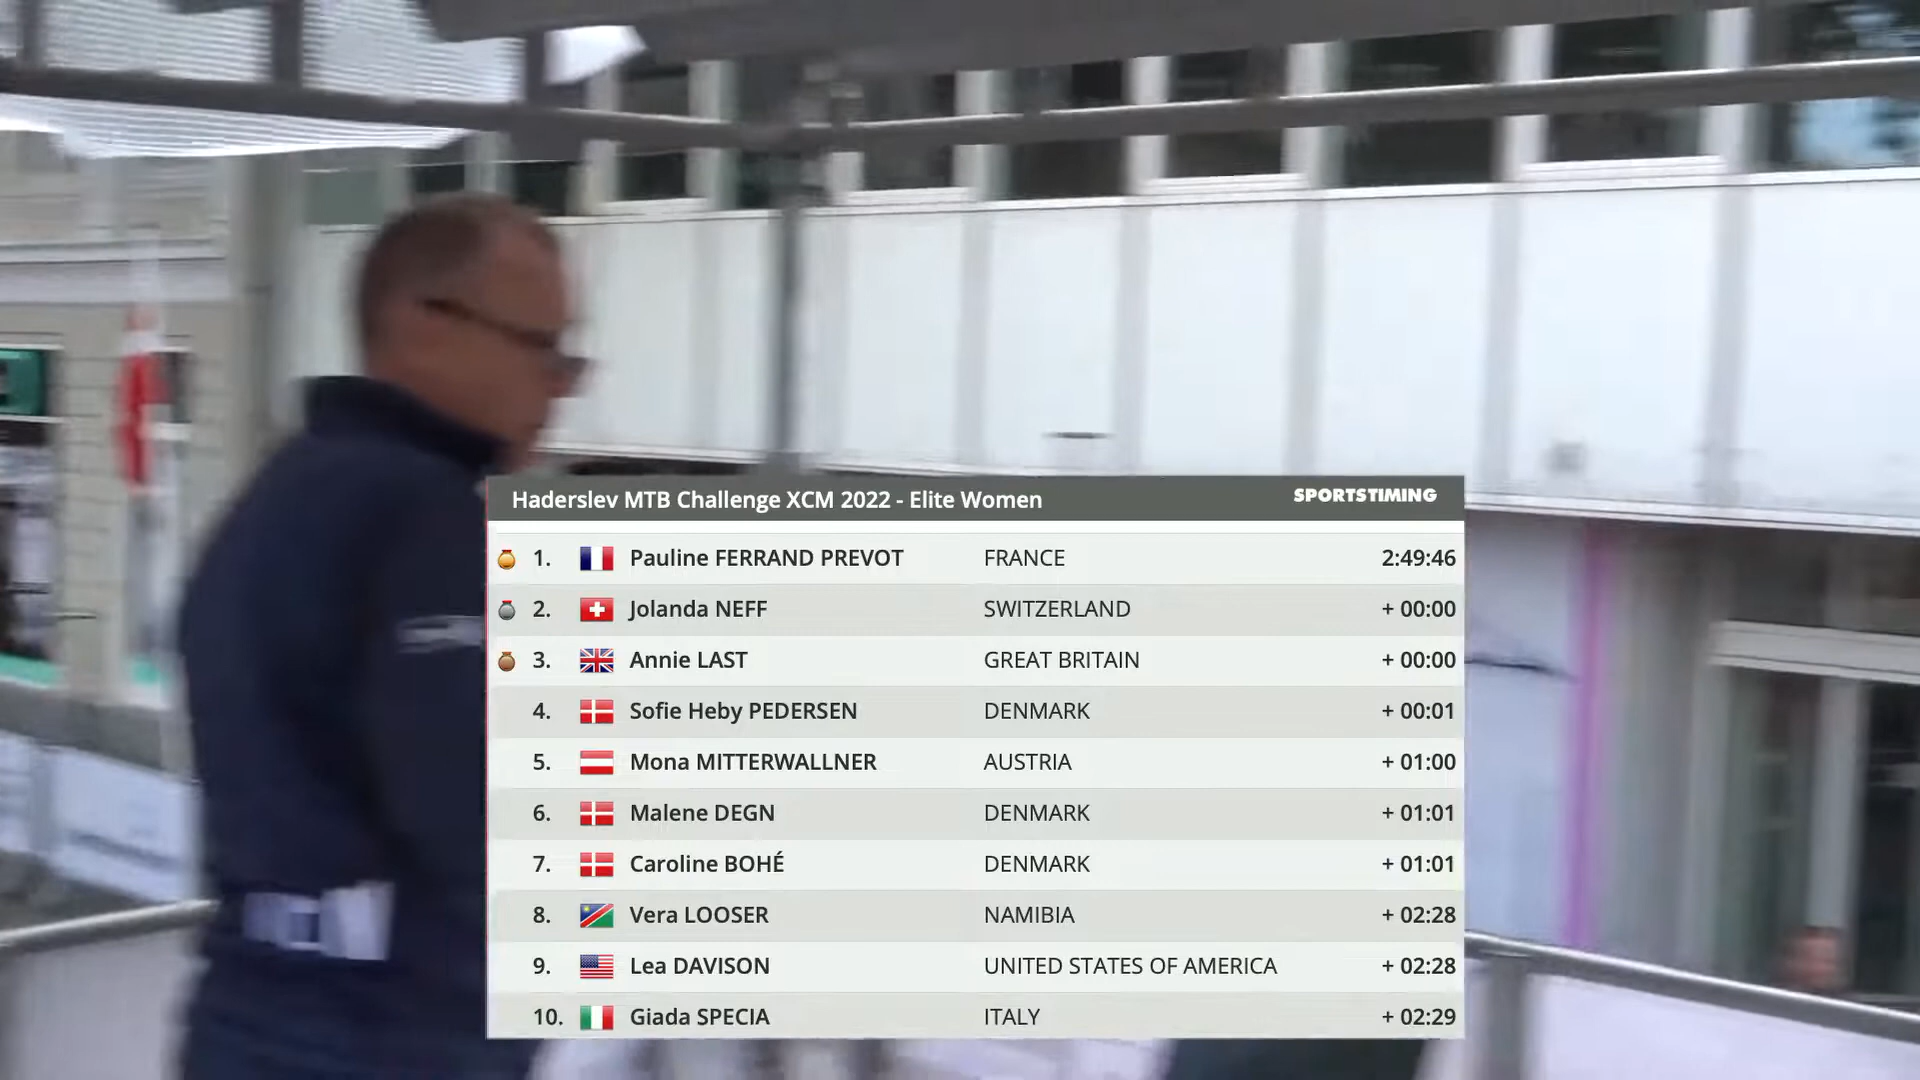 Haderslev MTB Challenge XCM 2022 - Elite Women SPORTSTIMING
1. Pauline FERRAND PREVOT FRANCE 2:49:46
2. Jolanda NEFF SWITZERLAND + 00:00
3. Annie LAST GREAT BRITAIN + 00:00
4. Sofie Heby PEDERSEN DENMARK + 00:01
5. Mona MITTERWALLNER AUSTRIA + 01:00
6. Malene DEGN DENMARK + 01:01
7. Caroline BOHÉ DENMARK + 01:01
8. Vera LOOSER NAMIBIA + 02:28
9. Lea DAVISON UNITED STATES OF AMERICA + 02:28
10. Giada SPECIA ITALY + 02:29